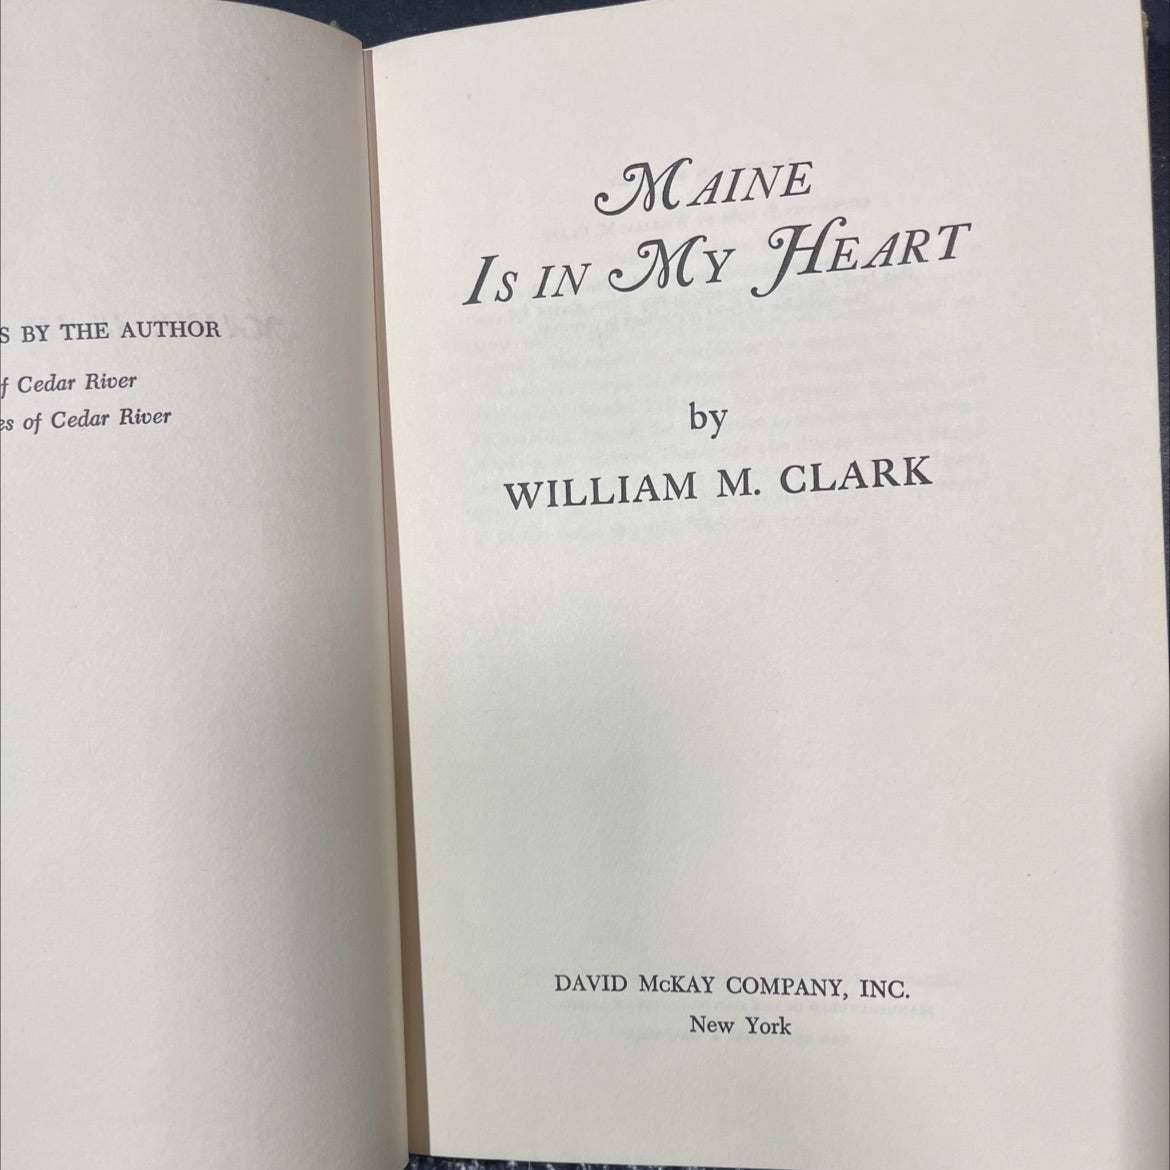 BY THE AUTHOR
Cedar River
of Cedar River
MAINE
IS IN MY HEART
by
WILLIAM M. CLARK
DAVID McKAY COMPANY, INC.
New York